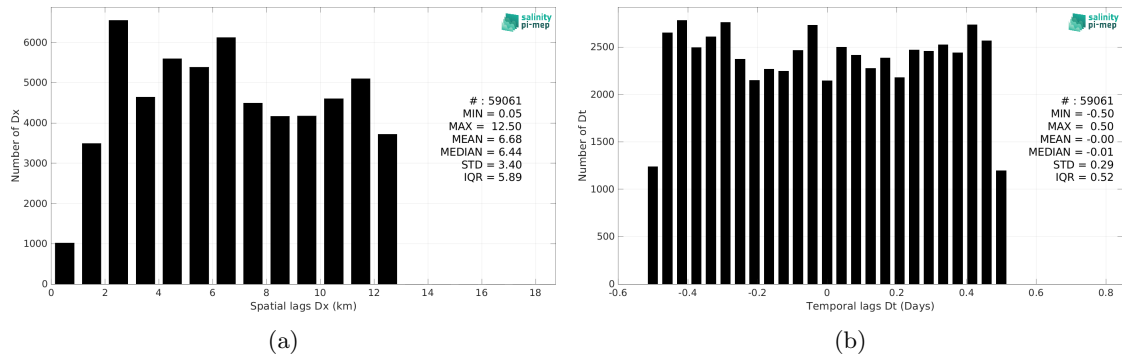 salinity
pi-mep
6000
5000
4000
3000
2000
1000
0
Number of Dx
# : 59061
MIN = 0.05
MAX = 12.50
MEAN = 6.68
MEDIAN = 6.44
STD = 3.40
IQR = 5.89
0 2 4 6 8 10 12 14 16 18
Spatial lags Dx (km)
(a)
salinity
pi-mep
2500
2000
1500
1000
500
0
Number of Dt
# : 59061
MIN = -0.50
MAX = 0.50
MEAN = -0.00
MEDIAN = -0.01
STD = 0.29
IQR = 0.52
-0.6 -0.4 -0.2 0 0.2 0.4 0.6 0.8
Temporal lags Dt (Days)
(b)